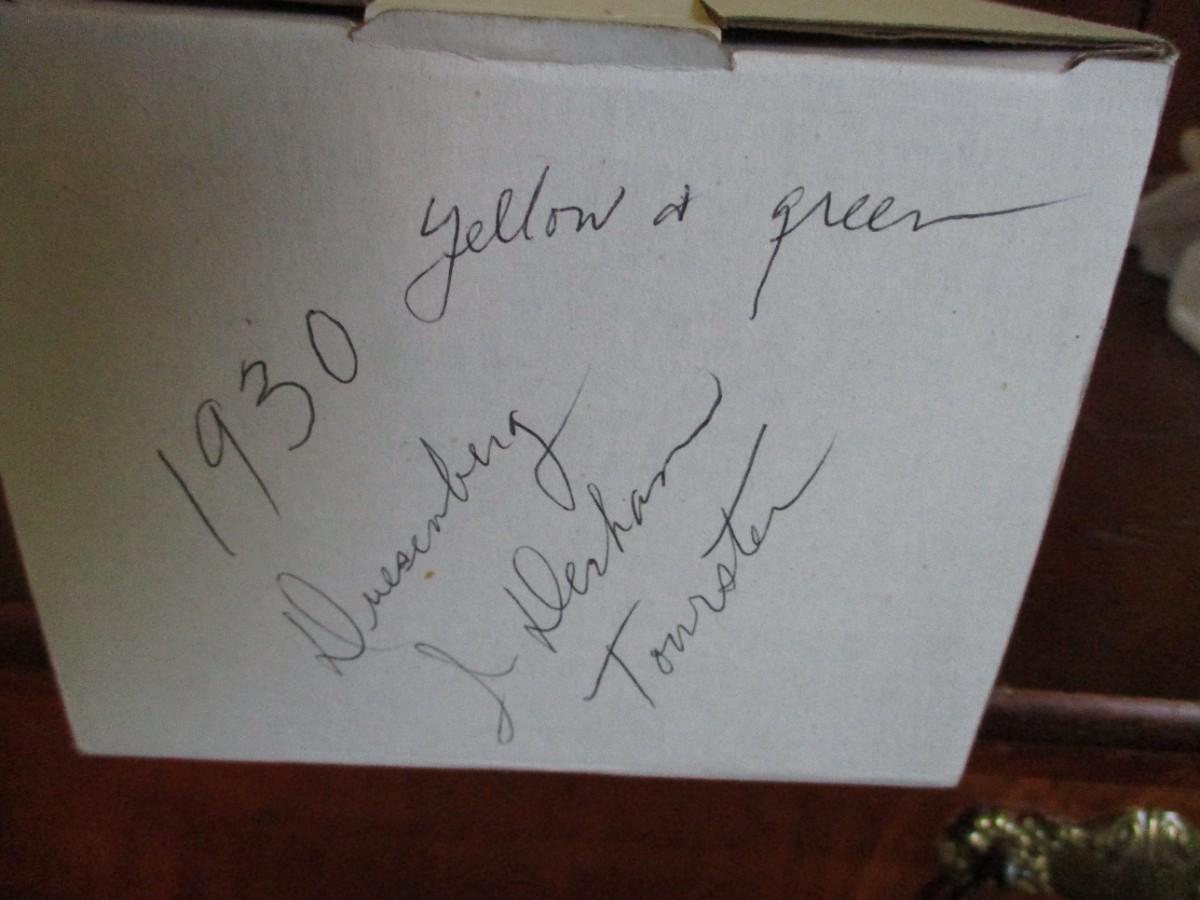 yellow & green
1930
Duesenberg
J Derham
Tourster